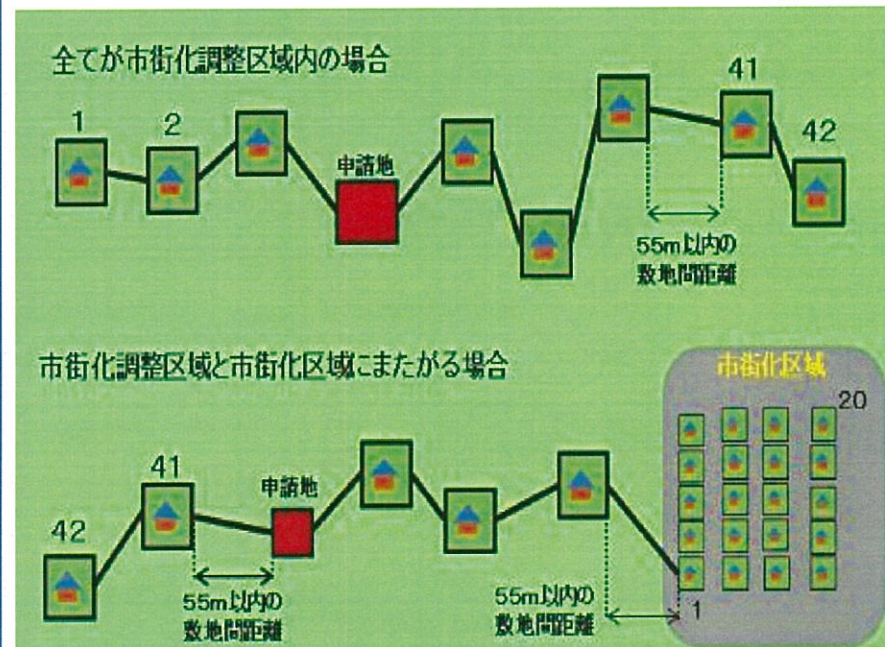 全てが市街化調整区域内の場合
1
2
申請地
41
42
55m以内の
敷地間距離
市街化調整区域と市街化区域にまたがる場合
市街化区域
20
42
41
申請地
55m以内の
敷地間距離
55m以内の
敷地間距離
1